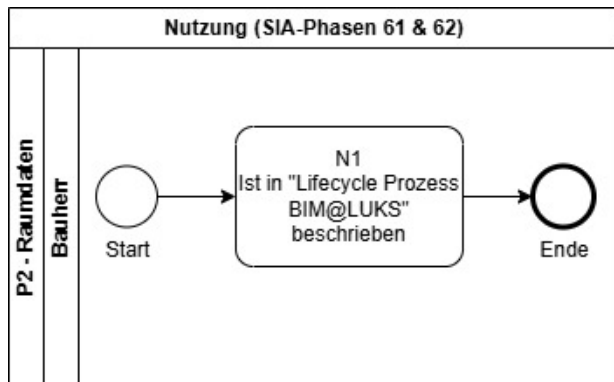 Nutzung (SIA-Phasen 61 & 62)
P2 - Raumdaten
Bauherr
Start
N1
Ist in "Lifecycle Prozess
BIM@LUKS"
beschrieben
Ende